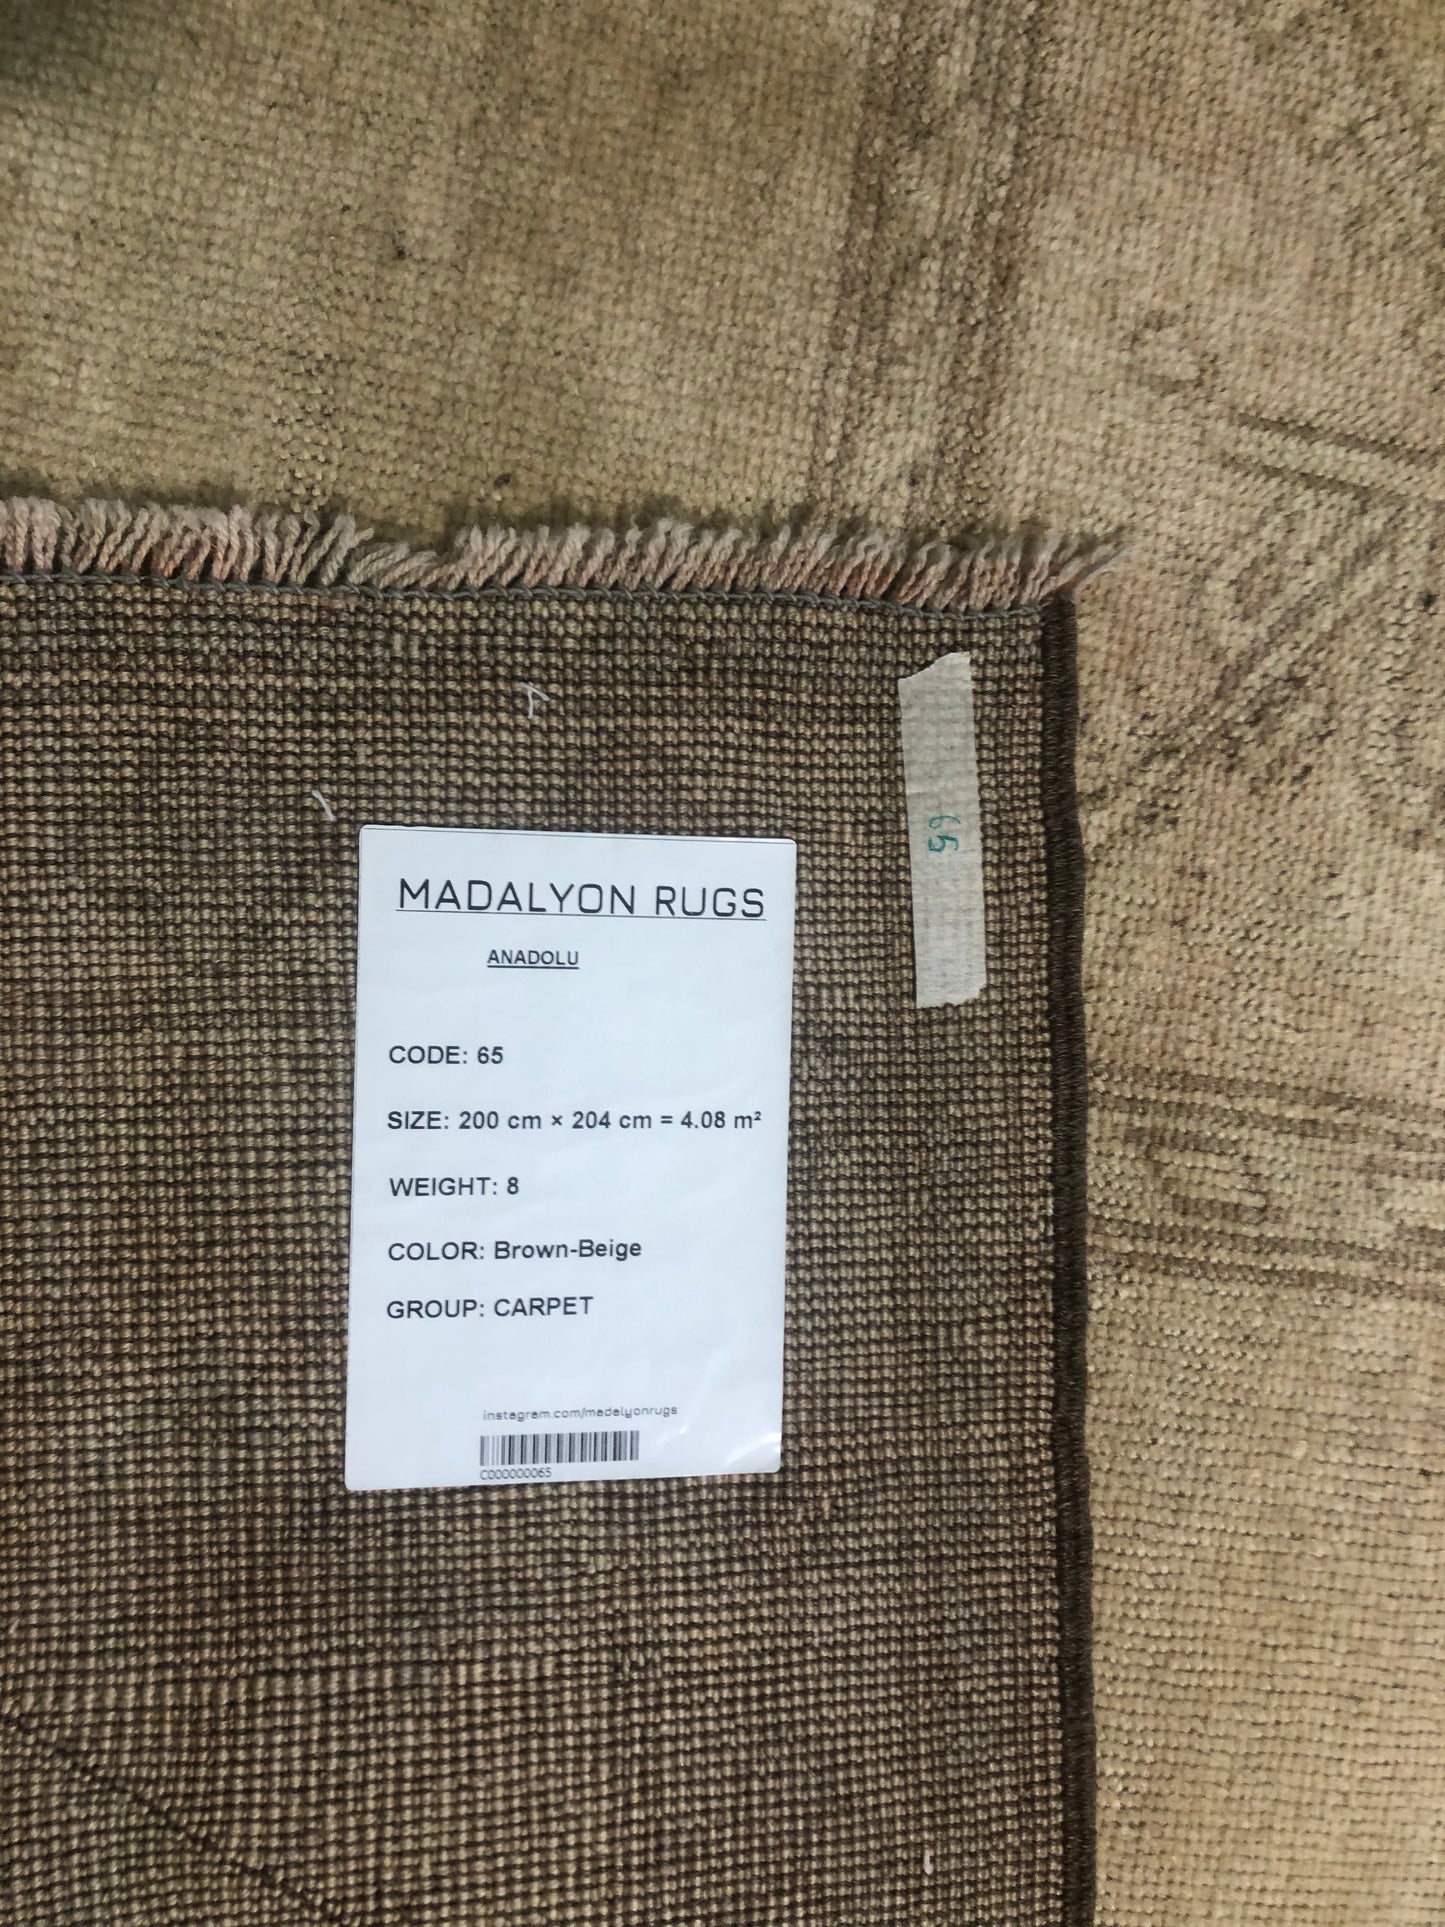 MADALYON RUGS
ANADOLU
CODE: 65
SIZE: 200 cm × 204 cm = 4.08 m²
WEIGHT: 8
COLOR: Brown-Beige
GROUP: CARPET
instagram.com/madalyonrugs
C000000065
65